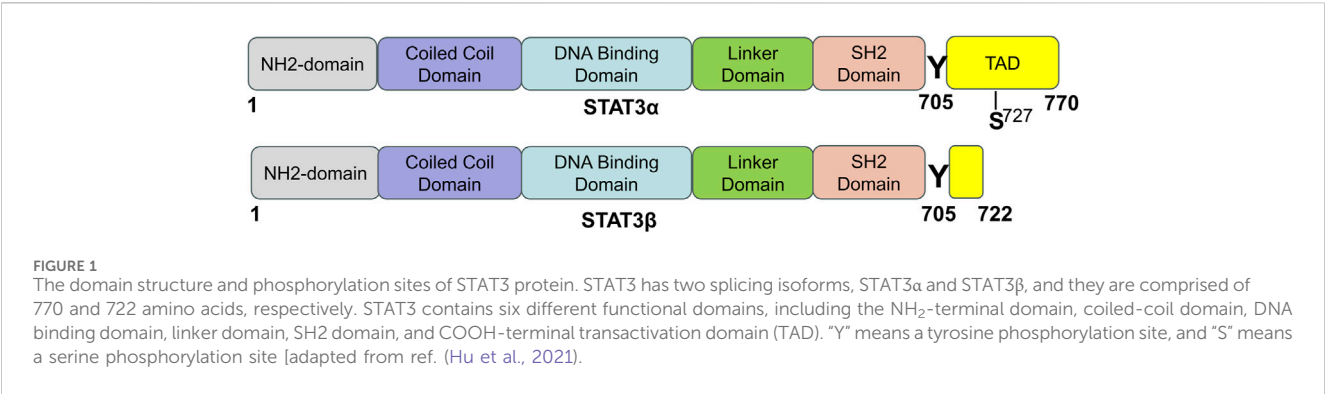 NH2-domain
Coiled Coil
Domain
DNA Binding
Domain
Linker
Domain
SH2
Domain
Y
TAD
1
STAT3α
705
770
S727
NH2-domain
Coiled Coil
Domain
DNA Binding
Domain
Linker
Domain
SH2
Domain
Y
1
STAT3β
705
722
FIGURE 1
The domain structure and phosphorylation sites of STAT3 protein. STAT3 has two splicing isoforms, STAT3α and STAT3β, and they are comprised of
770 and 722 amino acids, respectively. STAT3 contains six different functional domains, including the NH₂-terminal domain, coiled-coil domain, DNA
binding domain, linker domain, SH2 domain, and COOH-terminal transactivation domain (TAD). “Y” means a tyrosine phosphorylation site, and “S” means
a serine phosphorylation site [adapted from ref. (Hu et al., 2021).